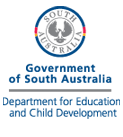 SOUTH
AUSTRALIA
Government
of South Australia
Department for Education
and Child Development